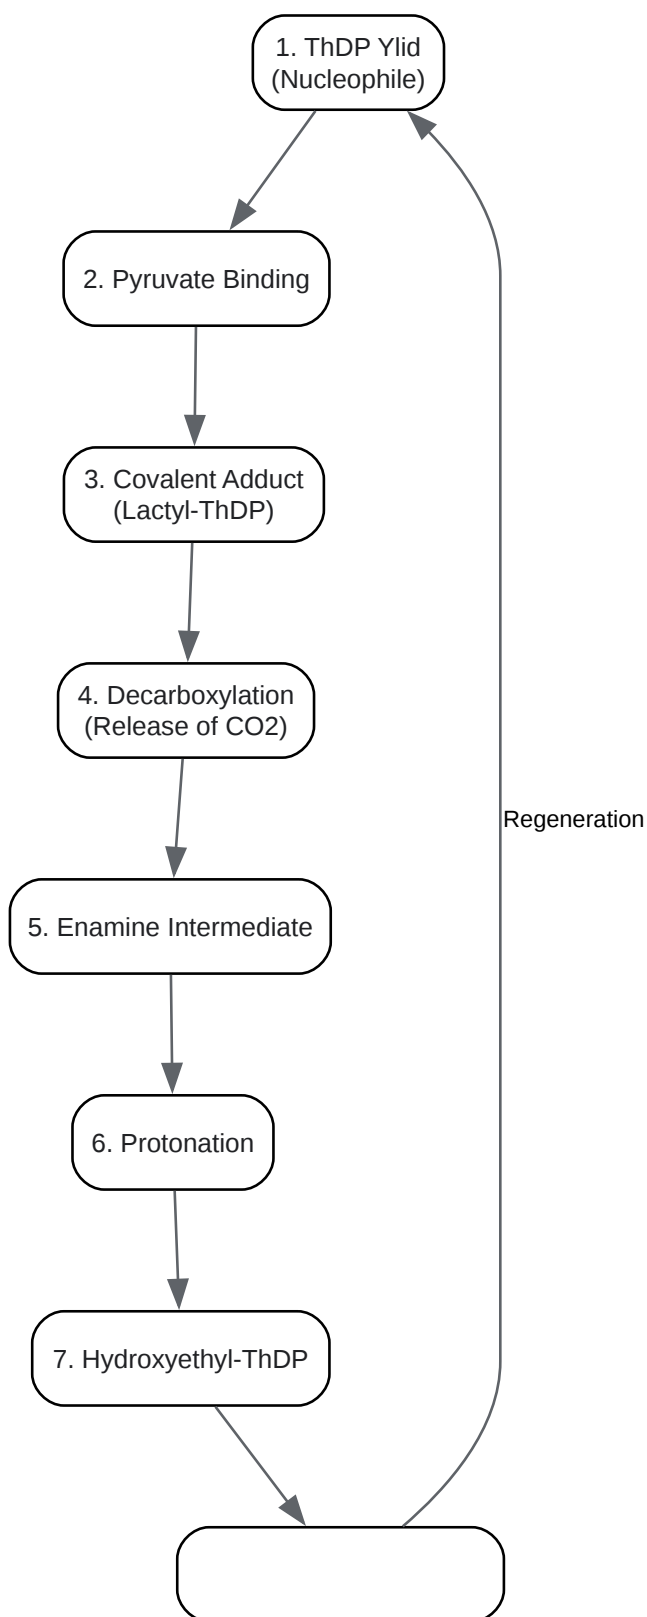 1. ThDP Ylid
(Nucleophile)
2. Pyruvate Binding
3. Covalent Adduct
(Lactyl-ThDP)
4. Decarboxylation
(Release of CO2)
Regeneration
5. Enamine Intermediate
6. Protonation
7. Hydroxyethyl-ThDP